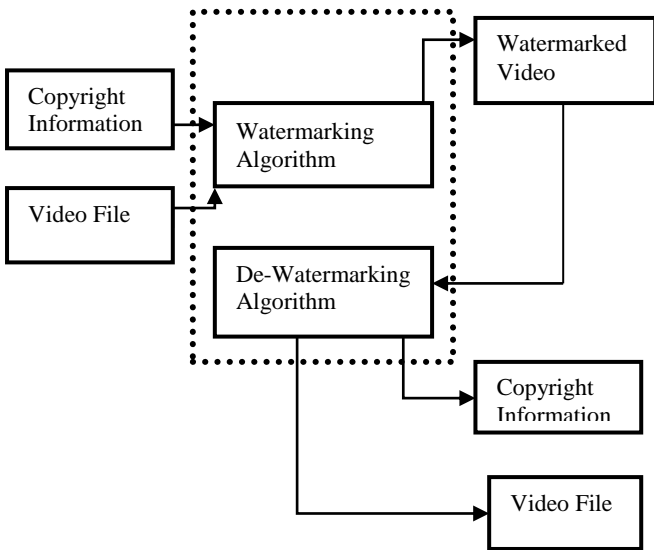 Copyright
Information
Watermarking
Algorithm
Watermarked
Video
Video File
De-Watermarking
Algorithm
Copyright
Information
Video File